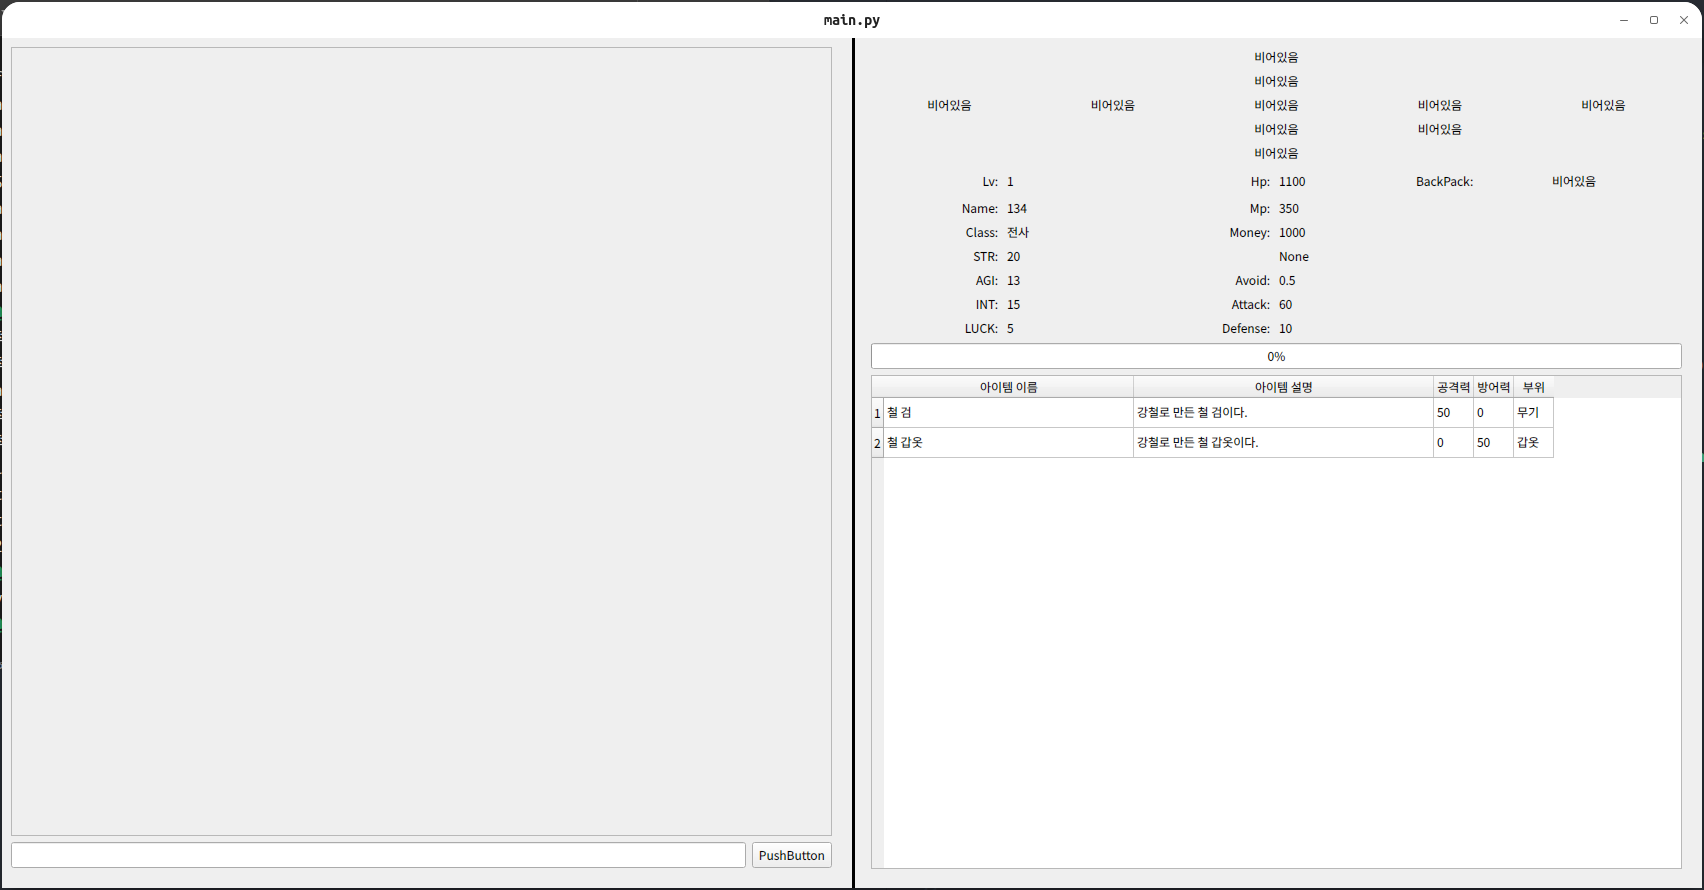 main.py
비어있음
비어있음
비어있음 비어있음 비어있음 비어있음 비어있음
비어있음 비어있음
비어있음
Lv: 1 Hp: 1100 BackPack: 비어있음
Name: 134 Mp: 350
Class: 전사 Money: 1000
STR: 20 None
AGI: 13 Avoid: 0.5
INT: 15 Attack: 60
LUCK: 5 Defense: 10
0%
아이템 이름 아이템 설명 공격력 방어력 부위
1 철 검 강철로 만든 철 검이다. 50 0 무기
2 철 갑옷 강철로 만든 철 갑옷이다. 0 50 갑옷
PushButton